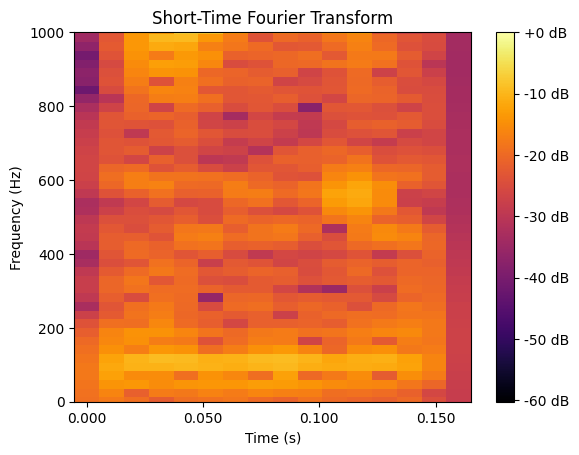 Short-Time Fourier Transform
Frequency (Hz)
1000
800
600
400
200
0
0.000
0.050
0.100
0.150
Time (s)
+0 dB
-10 dB
-20 dB
-30 dB
-40 dB
-50 dB
-60 dB